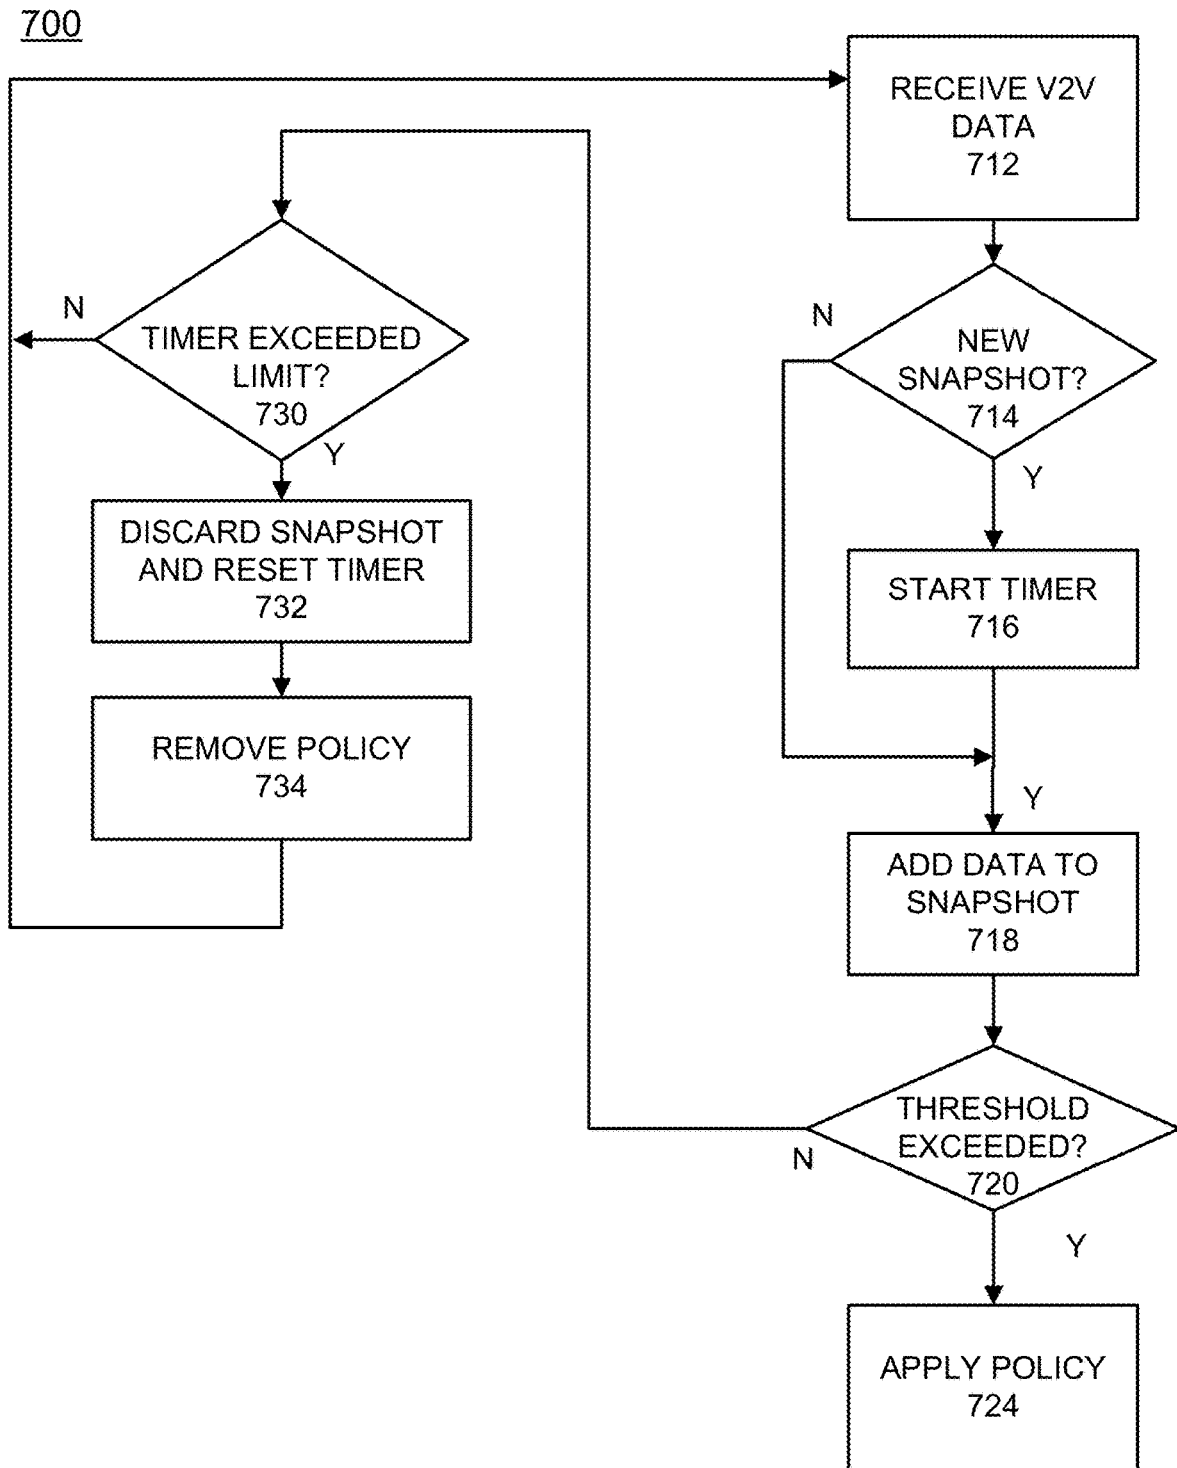 700
RECEIVE V2V
DATA
712
N
NEW
SNAPSHOT?
714
Y
START TIMER
716
Y
ADD DATA TO
SNAPSHOT
718
THRESHOLD
EXCEEDED?
720
N
Y
APPLY POLICY
724
N
TIMER EXCEEDED
LIMIT?
730
Y
DISCARD SNAPSHOT
AND RESET TIMER
732
REMOVE POLICY
734